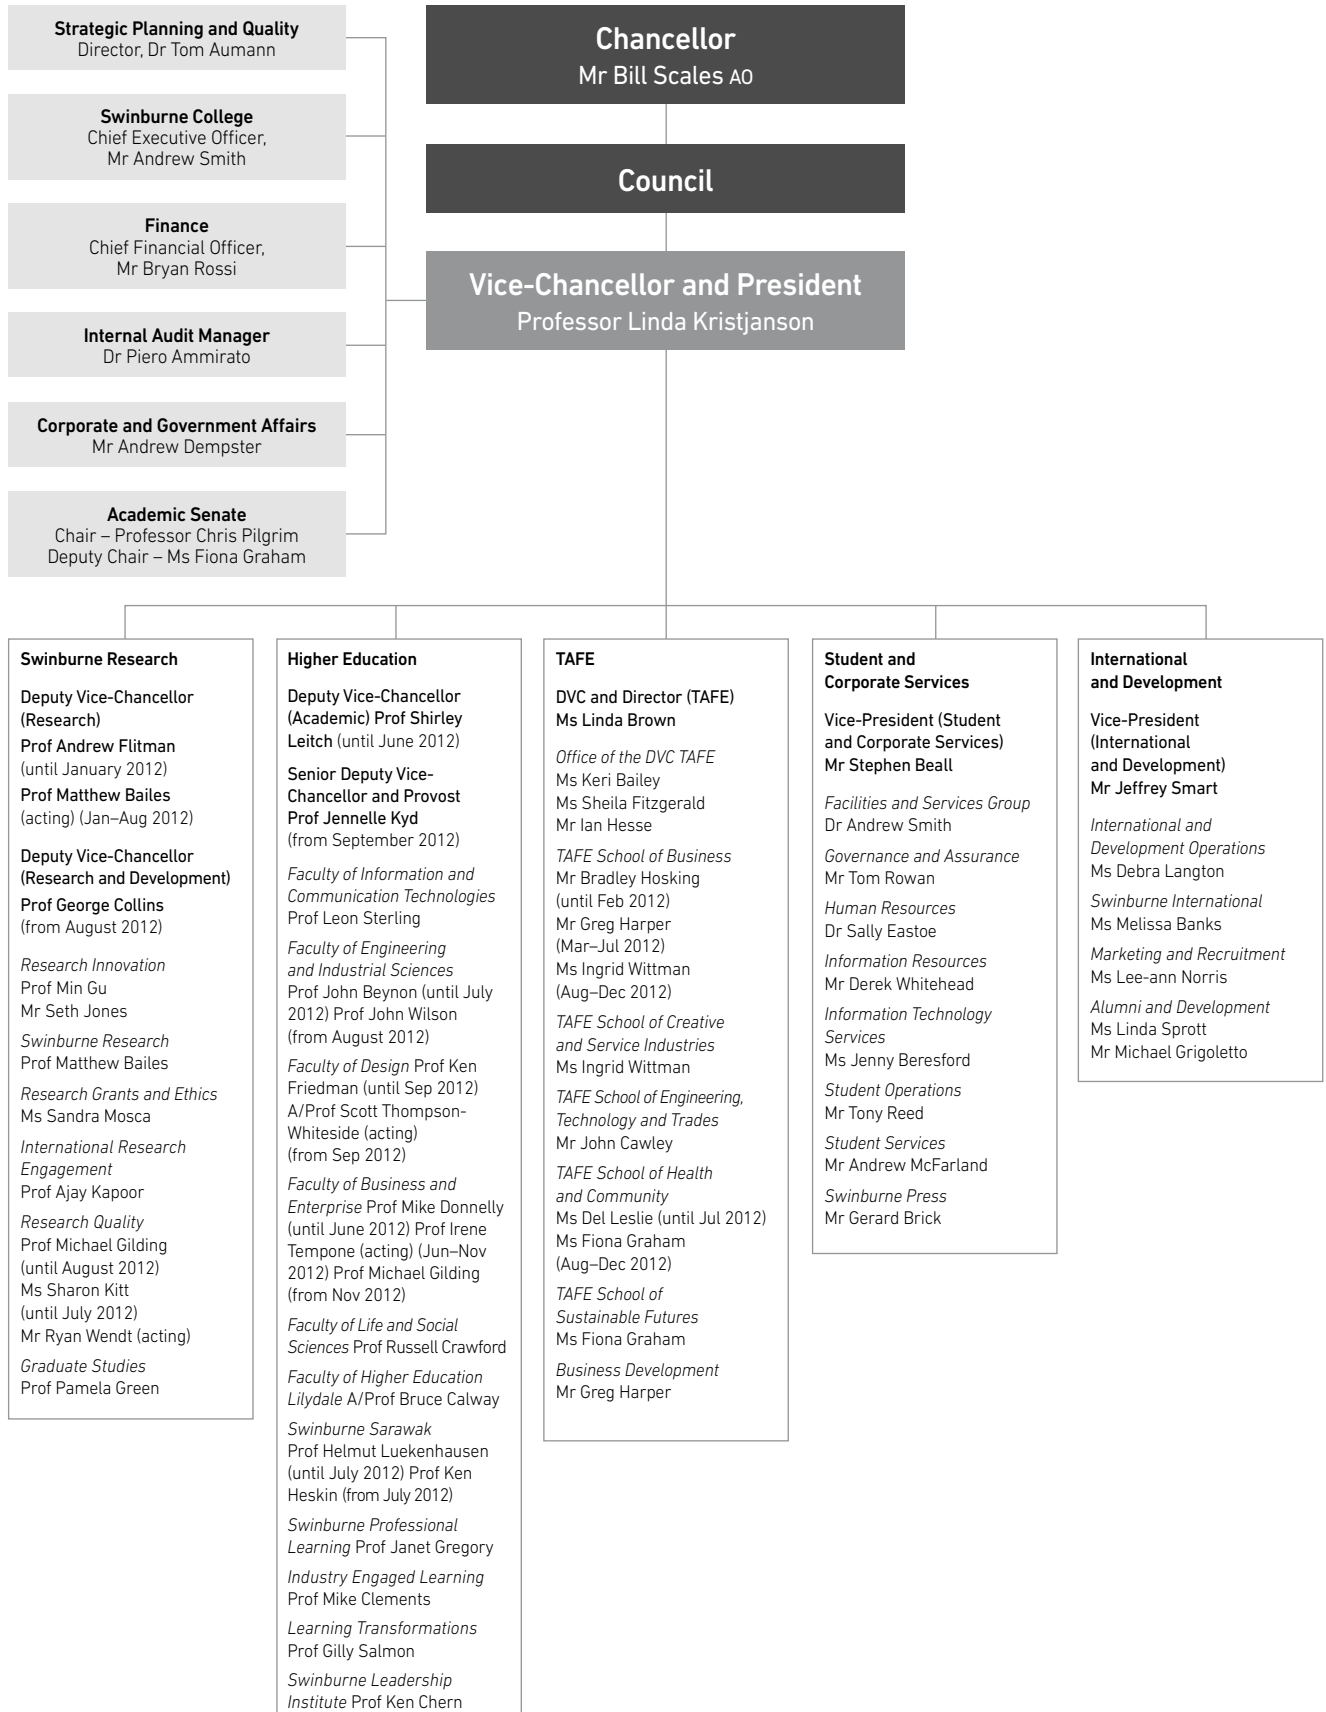 Strategic Planning and Quality
Director, Dr Tom Aumann
Swinburne College
Chief Executive Officer,
Mr Andrew Smith
Finance
Chief Financial Officer,
Mr Bryan Rossi
Internal Audit Manager
Dr Piero Ammirato
Corporate and Government Affairs
Mr Andrew Dempster
Academic Senate
Chair – Professor Chris Pilgrim
Deputy Chair – Ms Fiona Graham
Chancellor
Mr Bill Scales AO
Council
Vice-Chancellor and President
Professor Linda Kristjanson
Swinburne Research
Deputy Vice-Chancellor
(Research)
Prof Andrew Flitman
(until January 2012)
Prof Matthew Bailes
(acting) (Jan–Aug 2012)
Deputy Vice-Chancellor
(Research and Development)
Prof George Collins
(from August 2012)
Research Innovation
Prof Min Gu
Mr Seth Jones
Swinburne Research
Prof Matthew Bailes
Research Grants and Ethics
Ms Sandra Mosca
International Research
Engagement
Prof Ajay Kapoor
Research Quality
Prof Michael Gilding
(until August 2012)
Ms Sharon Kitt
(until July 2012)
Mr Ryan Wendt (acting)
Graduate Studies
Prof Pamela Green
Higher Education
Deputy Vice-Chancellor
(Academic) Prof Shirley
Leitch (until June 2012)
Senior Deputy Vice-
Chancellor and Provost
Prof Jennelle Kyd
(from September 2012)
Faculty of Information and
Communication Technologies
Prof Leon Sterling
Faculty of Engineering
and Industrial Sciences
Prof John Beynon (until July
2012) Prof John Wilson
(from August 2012)
Faculty of Design Prof Ken
Friedman (until Sep 2012)
A/Prof Scott Thompson-
Whiteside (acting)
(from Sep 2012)
Faculty of Business and
Enterprise Prof Mike Donnelly
(until June 2012) Prof Irene
Tempone (acting) (Jun–Nov
2012) Prof Michael Gilding
(from Nov 2012)
Faculty of Life and Social
Sciences Prof Russell Crawford
Faculty of Higher Education
Lilydale A/Prof Bruce Calway
Swinburne Sarawak
Prof Helmut Luekenhausen
(until July 2012) Prof Ken
Heskin (from July 2012)
Swinburne Professional
Learning Prof Janet Gregory
Industry Engaged Learning
Prof Mike Clements
Learning Transformations
Prof Gilly Salmon
Swinburne Leadership
Institute Prof Ken Chern
TAFE
DVC and Director (TAFE)
Ms Linda Brown
Office of the DVC TAFE
Ms Keri Bailey
Ms Sheila Fitzgerald
Mr Ian Hesse
TAFE School of Business
Mr Bradley Hosking
(until Feb 2012)
Mr Greg Harper
(Mar–Jul 2012)
Ms Ingrid Wittman
(Aug–Dec 2012)
TAFE School of Creative
and Service Industries
Ms Ingrid Wittman
TAFE School of Engineering,
Technology and Trades
Mr John Cawley
TAFE School of Health
and Community
Ms Del Leslie (until Jul 2012)
Ms Fiona Graham
(Aug–Dec 2012)
TAFE School of
Sustainable Futures
Ms Fiona Graham
Business Development
Mr Greg Harper
Student and
Corporate Services
Vice-President (Student
and Corporate Services)
Mr Stephen Beall
Facilities and Services Group
Dr Andrew Smith
Governance and Assurance
Mr Tom Rowan
Human Resources
Dr Sally Eastoe
Information Resources
Mr Derek Whitehead
Information Technology
Services
Ms Jenny Beresford
Student Operations
Mr Tony Reed
Student Services
Mr Andrew McFarland
Swinburne Press
Mr Gerard Brick
International
and Development
Vice-President
(International
and Development)
Mr Jeffrey Smart
International and
Development Operations
Ms Debra Langton
Swinburne International
Ms Melissa Banks
Marketing and Recruitment
Ms Lee-ann Norris
Alumni and Development
Ms Linda Sprott
Mr Michael Grigoletto